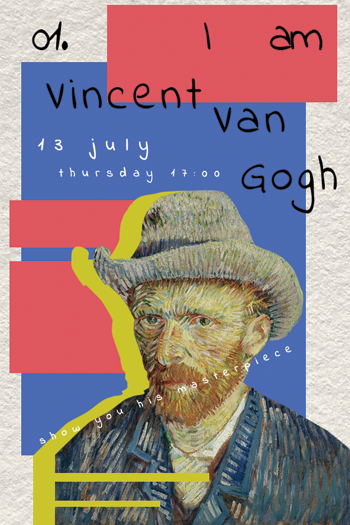 01. I am
Vincent
van
13 july
thursday 17:00
Gogh
show you his masterpiece